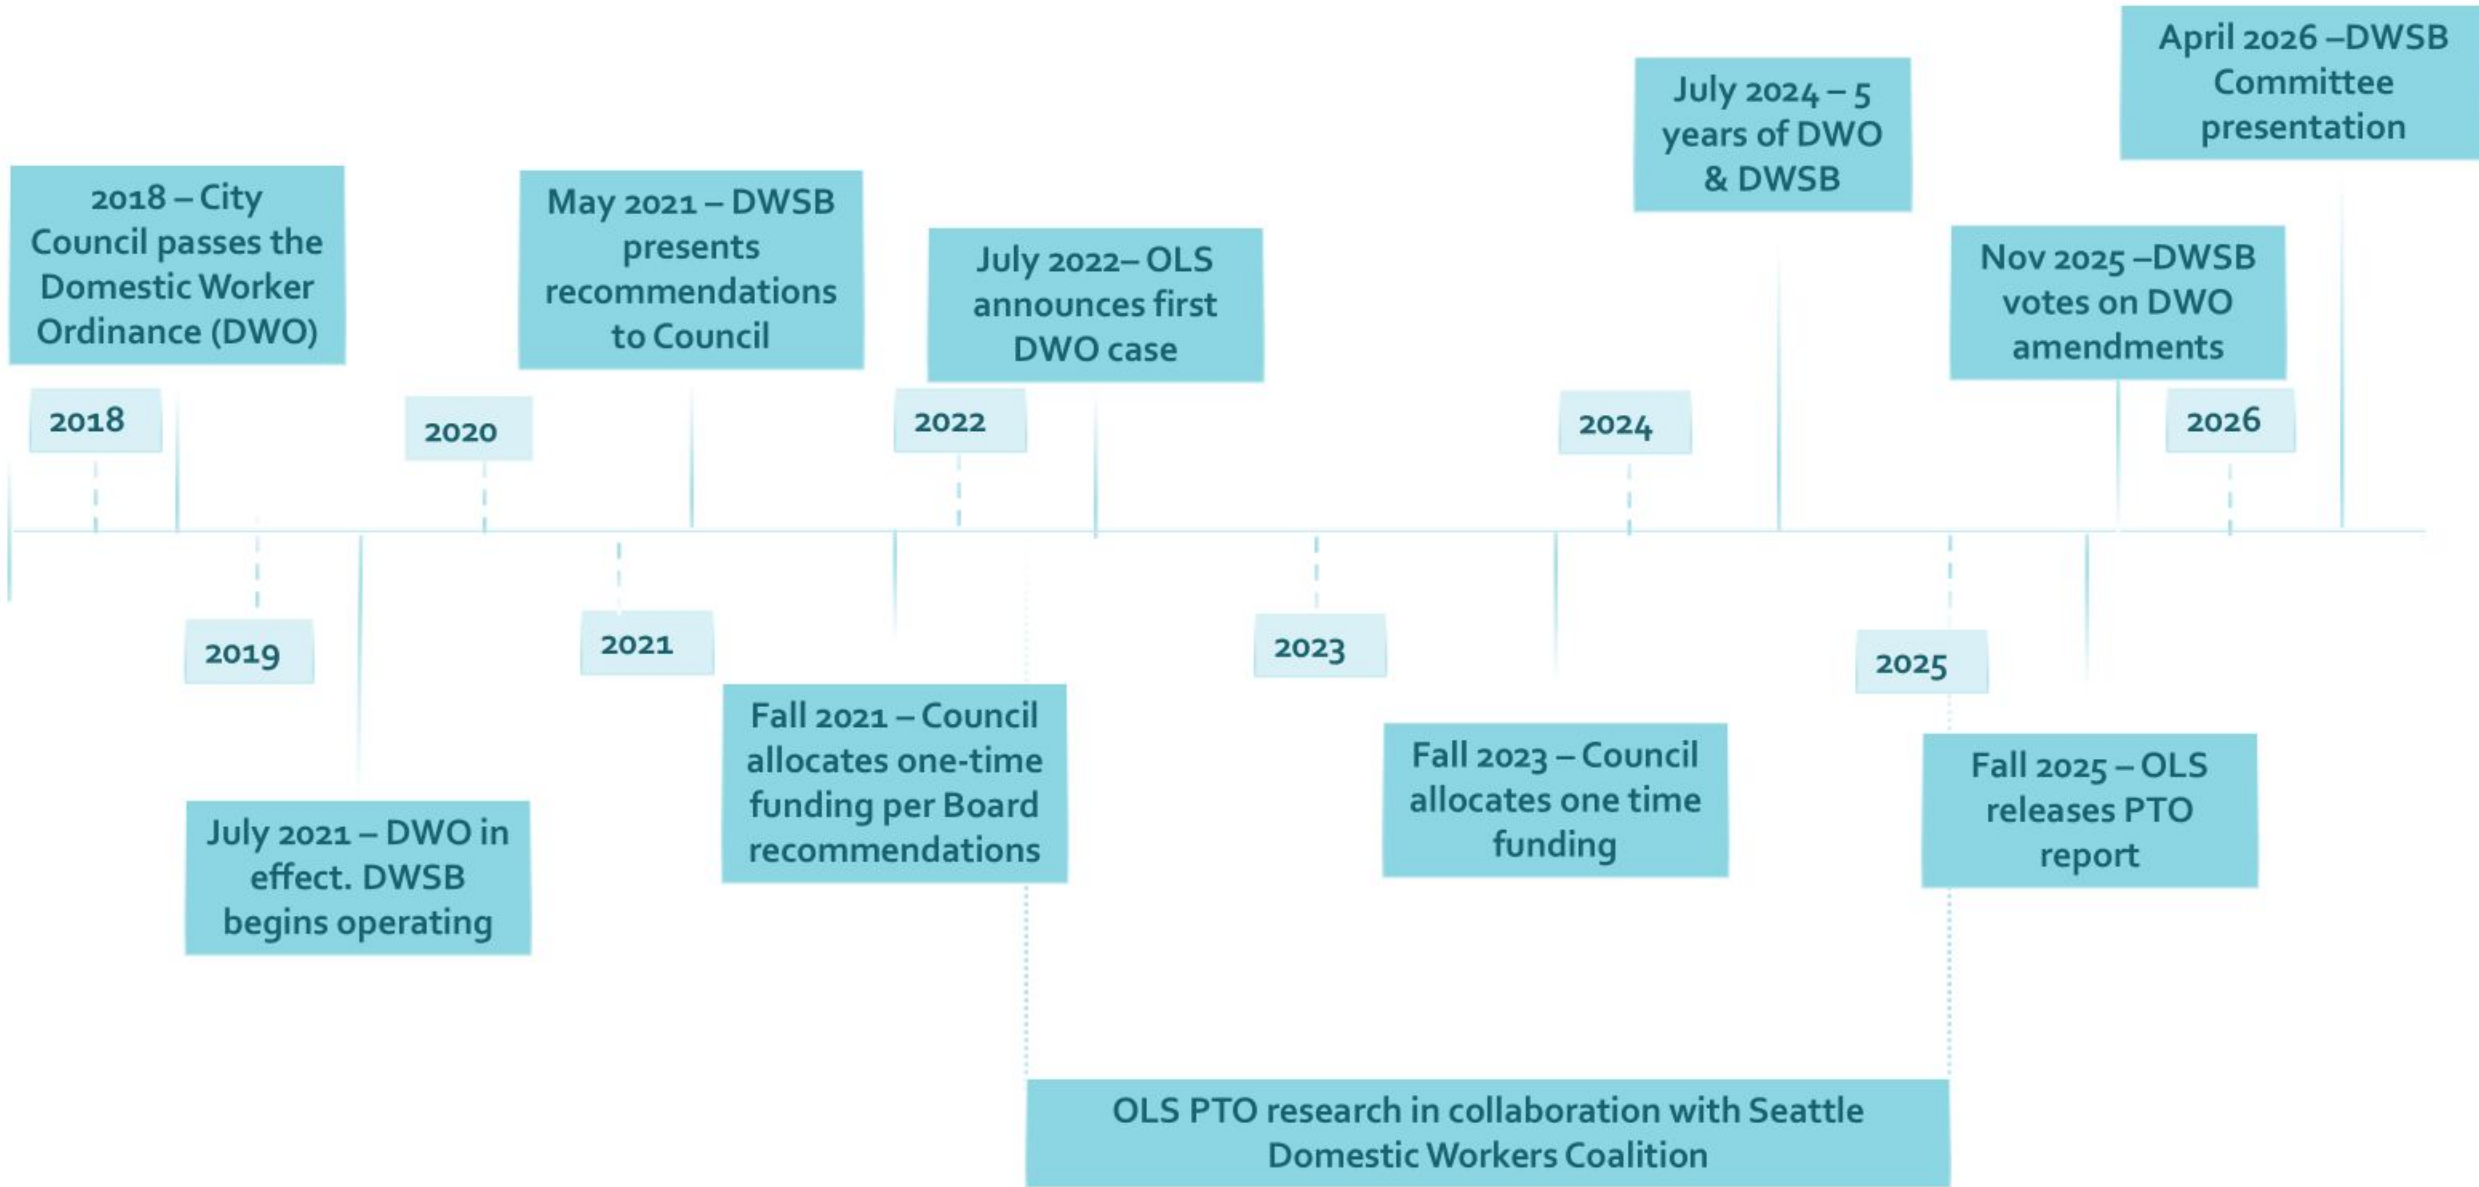 April 2026 –DWSB
Committee
presentation
July 2024 – 5
years of DWO
& DWSB
2018 – City
Council passes the
Domestic Worker
Ordinance (DWO)
May 2021 – DWSB
presents
recommendations
to Council
July 2022– OLS
announces first
DWO case
Nov 2025 –DWSB
votes on DWO
amendments
2018
2020
2022
2024
2026
2019
2021
2023
2025
July 2021 – DWO in
effect. DWSB
begins operating
Fall 2021 – Council
allocates one-time
funding per Board
recommendations
Fall 2023 – Council
allocates one time
funding
Fall 2025 – OLS
releases PTO
report
OLS PTO research in collaboration with Seattle
Domestic Workers Coalition